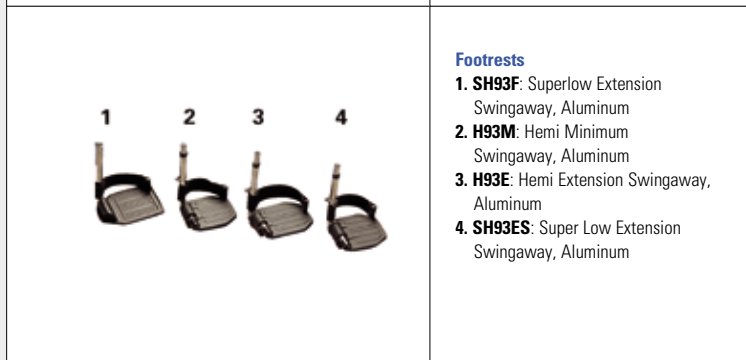 1 2 3 4
Footrests
1. SH93F: Superlow Extension
Swingaway, Aluminum
2. H93M: Hemi Minimum
Swingaway, Aluminum
3. H93E: Hemi Extension Swingaway,
Aluminum
4. SH93ES: Super Low Extension
Swingaway, Aluminum